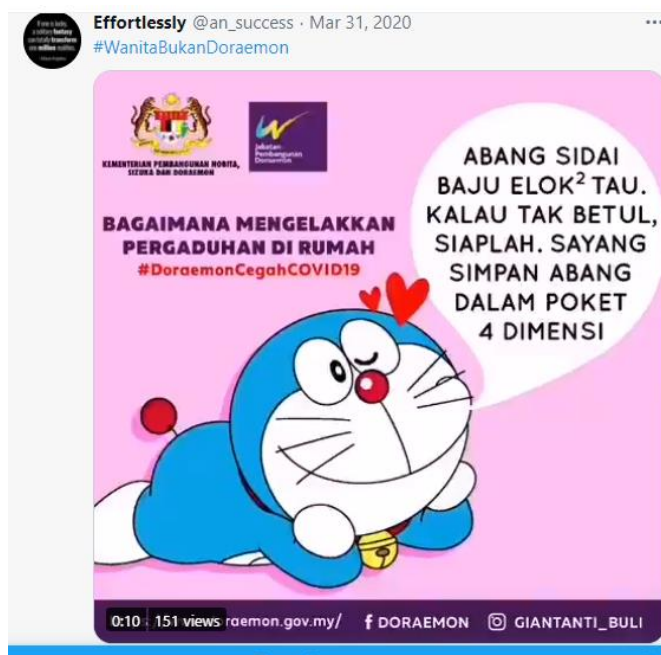 Effortlessly @an_success · Mar 31, 2020
#WanitaBukanDoraemon
KEMENTERIAN PEMBANGUNAN NOBITA,
SIZUKA DAN DORAEMON
Jabatan
Pembangunan
Doraemon
BAGAIMANA MENGELAKKAN
PERGADUHAN DI RUMAH
#DoraemonCegahCOVID19
ABANG SIDAI
BAJU ELOK² TAU.
KALAU TAK BETUL,
SIAPLAH. SAYANG
SIMPAN ABANG
DALAM POKET
4 DIMENSI
0:10 151 views raemon.gov.my/ f DORAEMON GIANTANTI_BULI